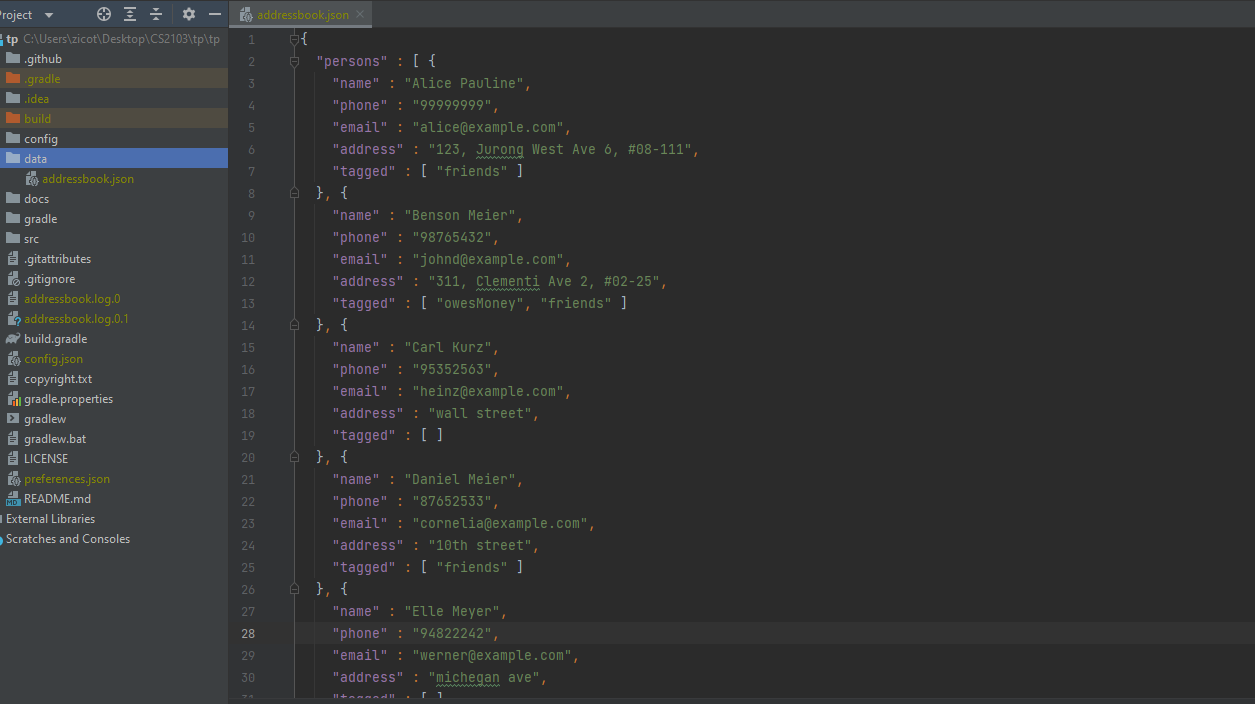 Project
addressbook.json
tp C:\Users\zicot\Desktop\CS2103\tp\tp
.github
.gradle
.idea
build
config
data
addressbook.json
docs
gradle
src
.gitattributes
.gitignore
addressbook.log.0
addressbook.log.0.1
build.gradle
config.json
copyright.txt
gradle.properties
gradlew
gradlew.bat
LICENSE
preferences.json
README.md
External Libraries
Scratches and Consoles
1 {
2 "persons" : [ {
3 "name" : "Alice Pauline",
4 "phone" : "99999999",
5 "email" : "alice@example.com",
6 "address" : "123, Jurong West Ave 6, #08-111",
7 "tagged" : [ "friends" ]
8 }, {
9 "name" : "Benson Meier",
10 "phone" : "98765432",
11 "email" : "johnd@example.com",
12 "address" : "311, Clementi Ave 2, #02-25",
13 "tagged" : [ "owesMoney", "friends" ]
14 }, {
15 "name" : "Carl Kurz",
16 "phone" : "95352563",
17 "email" : "heinz@example.com",
18 "address" : "wall street",
19 "tagged" : [ ]
20 }, {
21 "name" : "Daniel Meier",
22 "phone" : "87652533",
23 "email" : "cornelia@example.com",
24 "address" : "10th street",
25 "tagged" : [ "friends" ]
26 }, {
27 "name" : "Elle Meyer",
28 "phone" : "94822242",
29 "email" : "werner@example.com",
30 "address" : "michegan ave",
31 "tagged" : [ ]